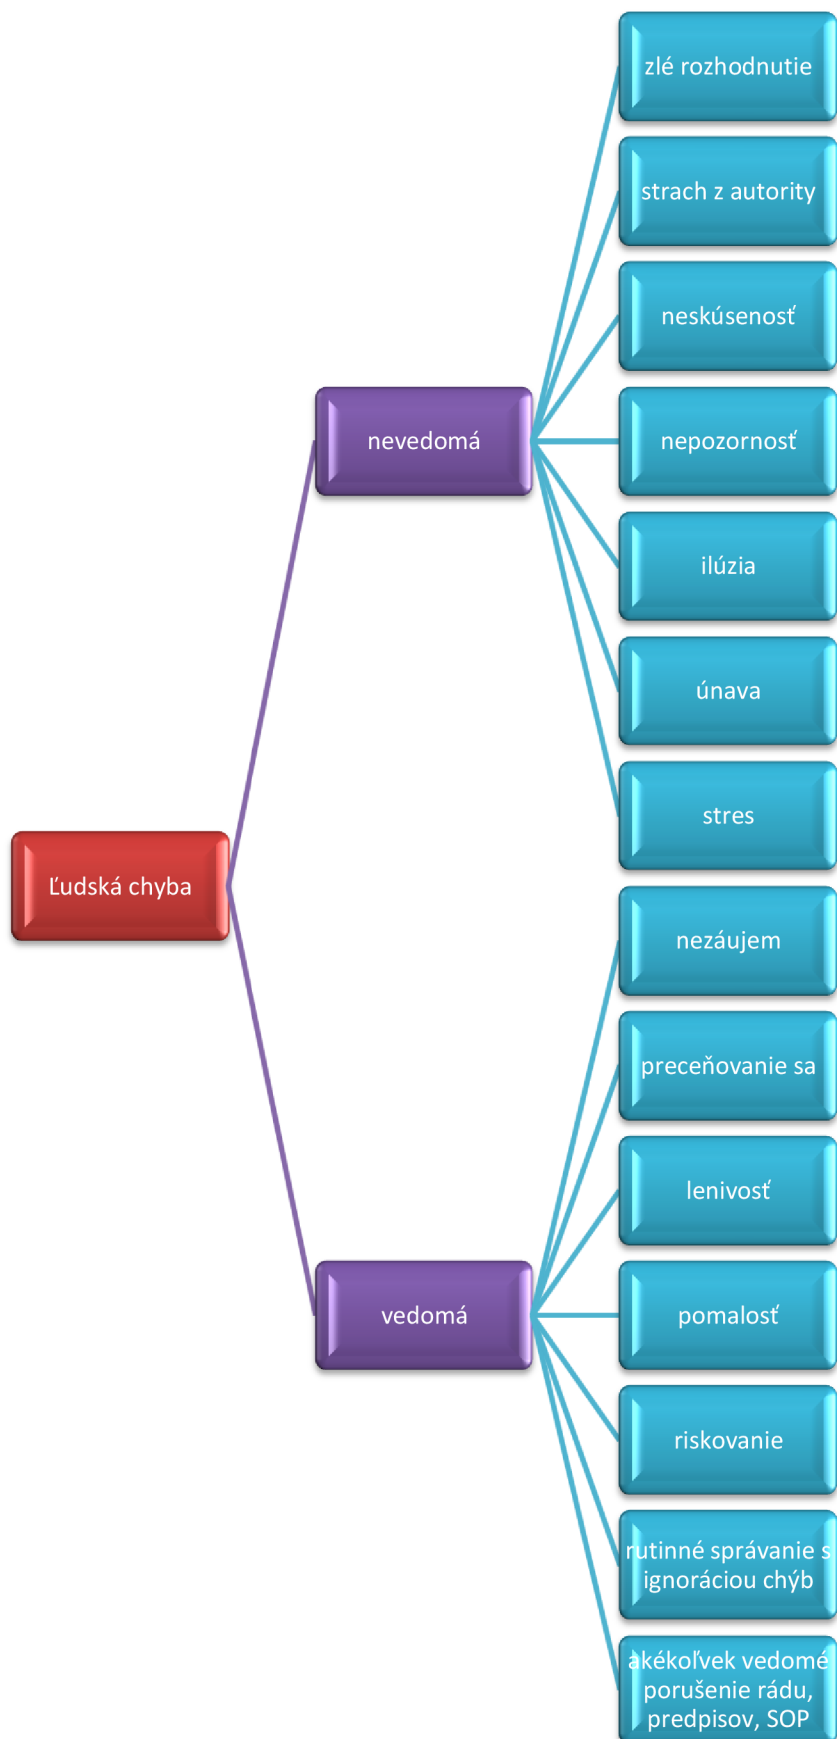 zlé rozhodnutie
strach z autority
neskúsenosť
nevedomá
nepozornosť
ilúzia
únava
stres
Ľudská chyba
nezáujem
preceňovanie sa
lenivosť
vedomá
pomalosť
riskovanie
rutinné správanie s
ignoráciou chýb
akékoľvek vedomé
porušenie rádu,
predpisov, SOP